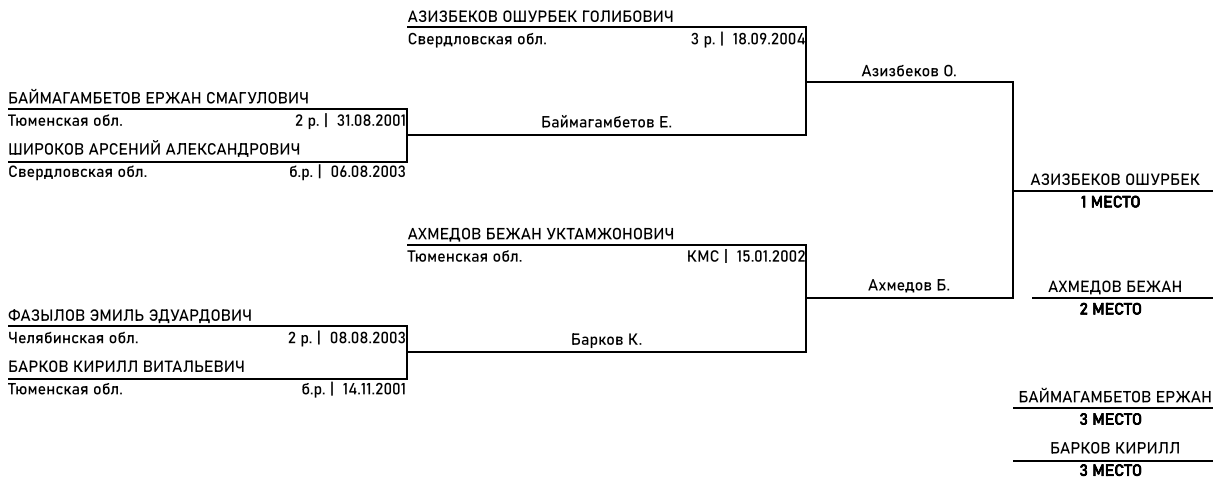 АЗИЗБЕКОВ ОШУРБЕК ГОЛИБОВИЧ
Свердловская обл. 3 р. | 18.09.2004
Азизбеков О.
БАЙМАГАМБЕТОВ ЕРЖАН СМАГУЛОВИЧ
Тюменская обл. 2 р. | 31.08.2001
Баймагамбетов Е.
ШИРОКОВ АРСЕНИЙ АЛЕКСАНДРОВИЧ
Свердловская обл. б.р. | 06.08.2003
АЗИЗБЕКОВ ОШУРБЕК
1 МЕСТО
АХМЕДОВ БЕЖАН УКТАМЖОНОВИЧ
Тюменская обл. КМС | 15.01.2002
Ахмедов Б.
АХМЕДОВ БЕЖАН
2 МЕСТО
ФАЗЫЛОВ ЭМИЛЬ ЭДУАРДОВИЧ
Челябинская обл. 2 р. | 08.08.2003
Барков К.
БАРКОВ КИРИЛЛ ВИТАЛЬЕВИЧ
Тюменская обл. б.р. | 14.11.2001
БАЙМАГАМБЕТОВ ЕРЖАН
3 МЕСТО
БАРКОВ КИРИЛЛ
3 МЕСТО